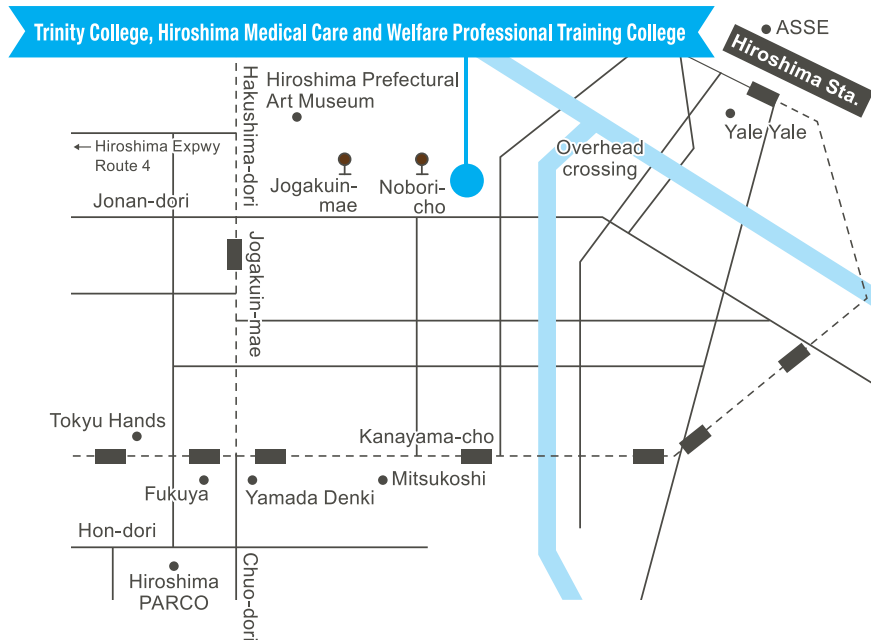 Trinity College, Hiroshima Medical Care and Welfare Professional Training College
ASSE
Hiroshima Sta.
Yale Yale
Hakushima-dori
Hiroshima Prefectural
Art Museum
← Hiroshima Expwy
Route 4
Overhead
crossing
Jogakuin-
mae
Nobori-
cho
Jonan-dori
Jogakuin-mae
Tokyu Hands
Kanayama-cho
Fukuya
Yamada Denki
Mitsukoshi
Hon-dori
Hiroshima
PARCO
Chuo-dori